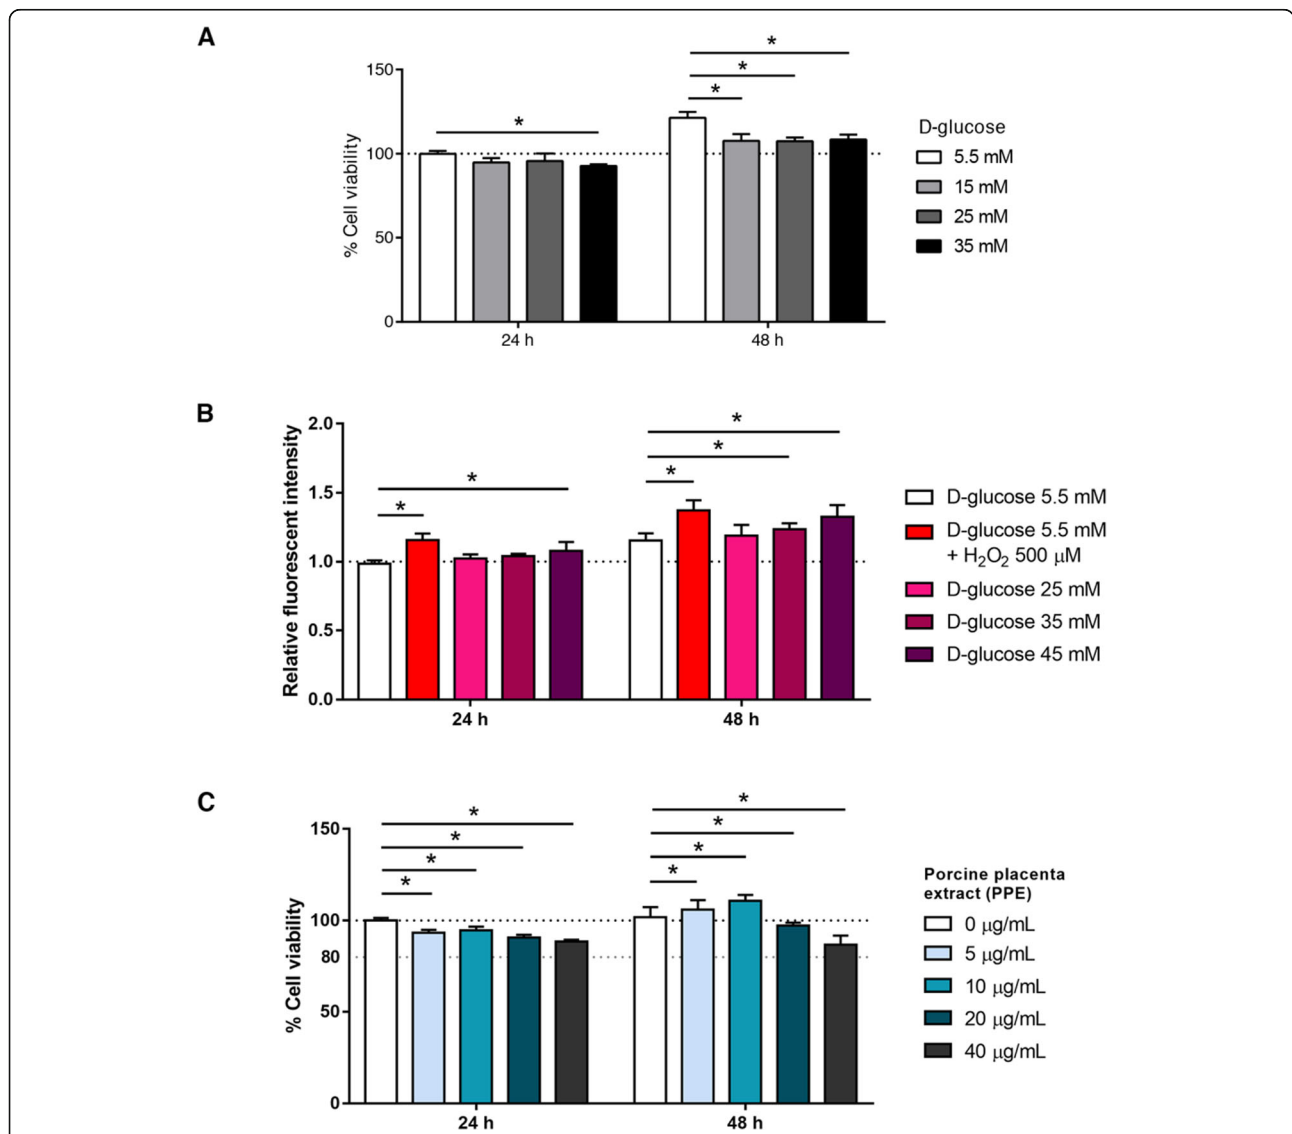 A
*
*
*
*
150
100
50
0
% Cell viability
24 h
48 h
D-glucose
5.5 mM
15 mM
25 mM
35 mM
B
*
*
*
*
*
2.0
1.5
1.0
0.5
0.0
Relative fluorescent intensity
24 h
48 h
D-glucose 5.5 mM
D-glucose 5.5 mM
+ H₂O₂ 500 μM
D-glucose 25 mM
D-glucose 35 mM
D-glucose 45 mM
C
*
*
*
*
*
*
*
*
150
100
80
50
0
% Cell viability
24 h
48 h
Porcine placenta
extract (PPE)
0 μg/mL
5 μg/mL
10 μg/mL
20 μg/mL
40 μg/mL